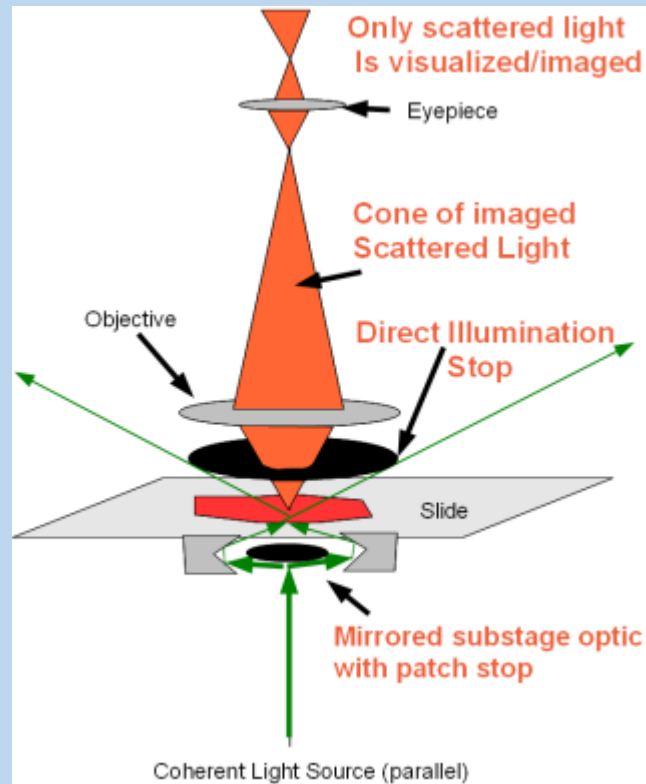 Only scattered light
Is visualized/imaged
Eyepiece
Cone of imaged
Scattered Light
Objective
Direct Illumination
Stop
Slide
Mirrored substage optic
with patch stop
Coherent Light Source (parallel)